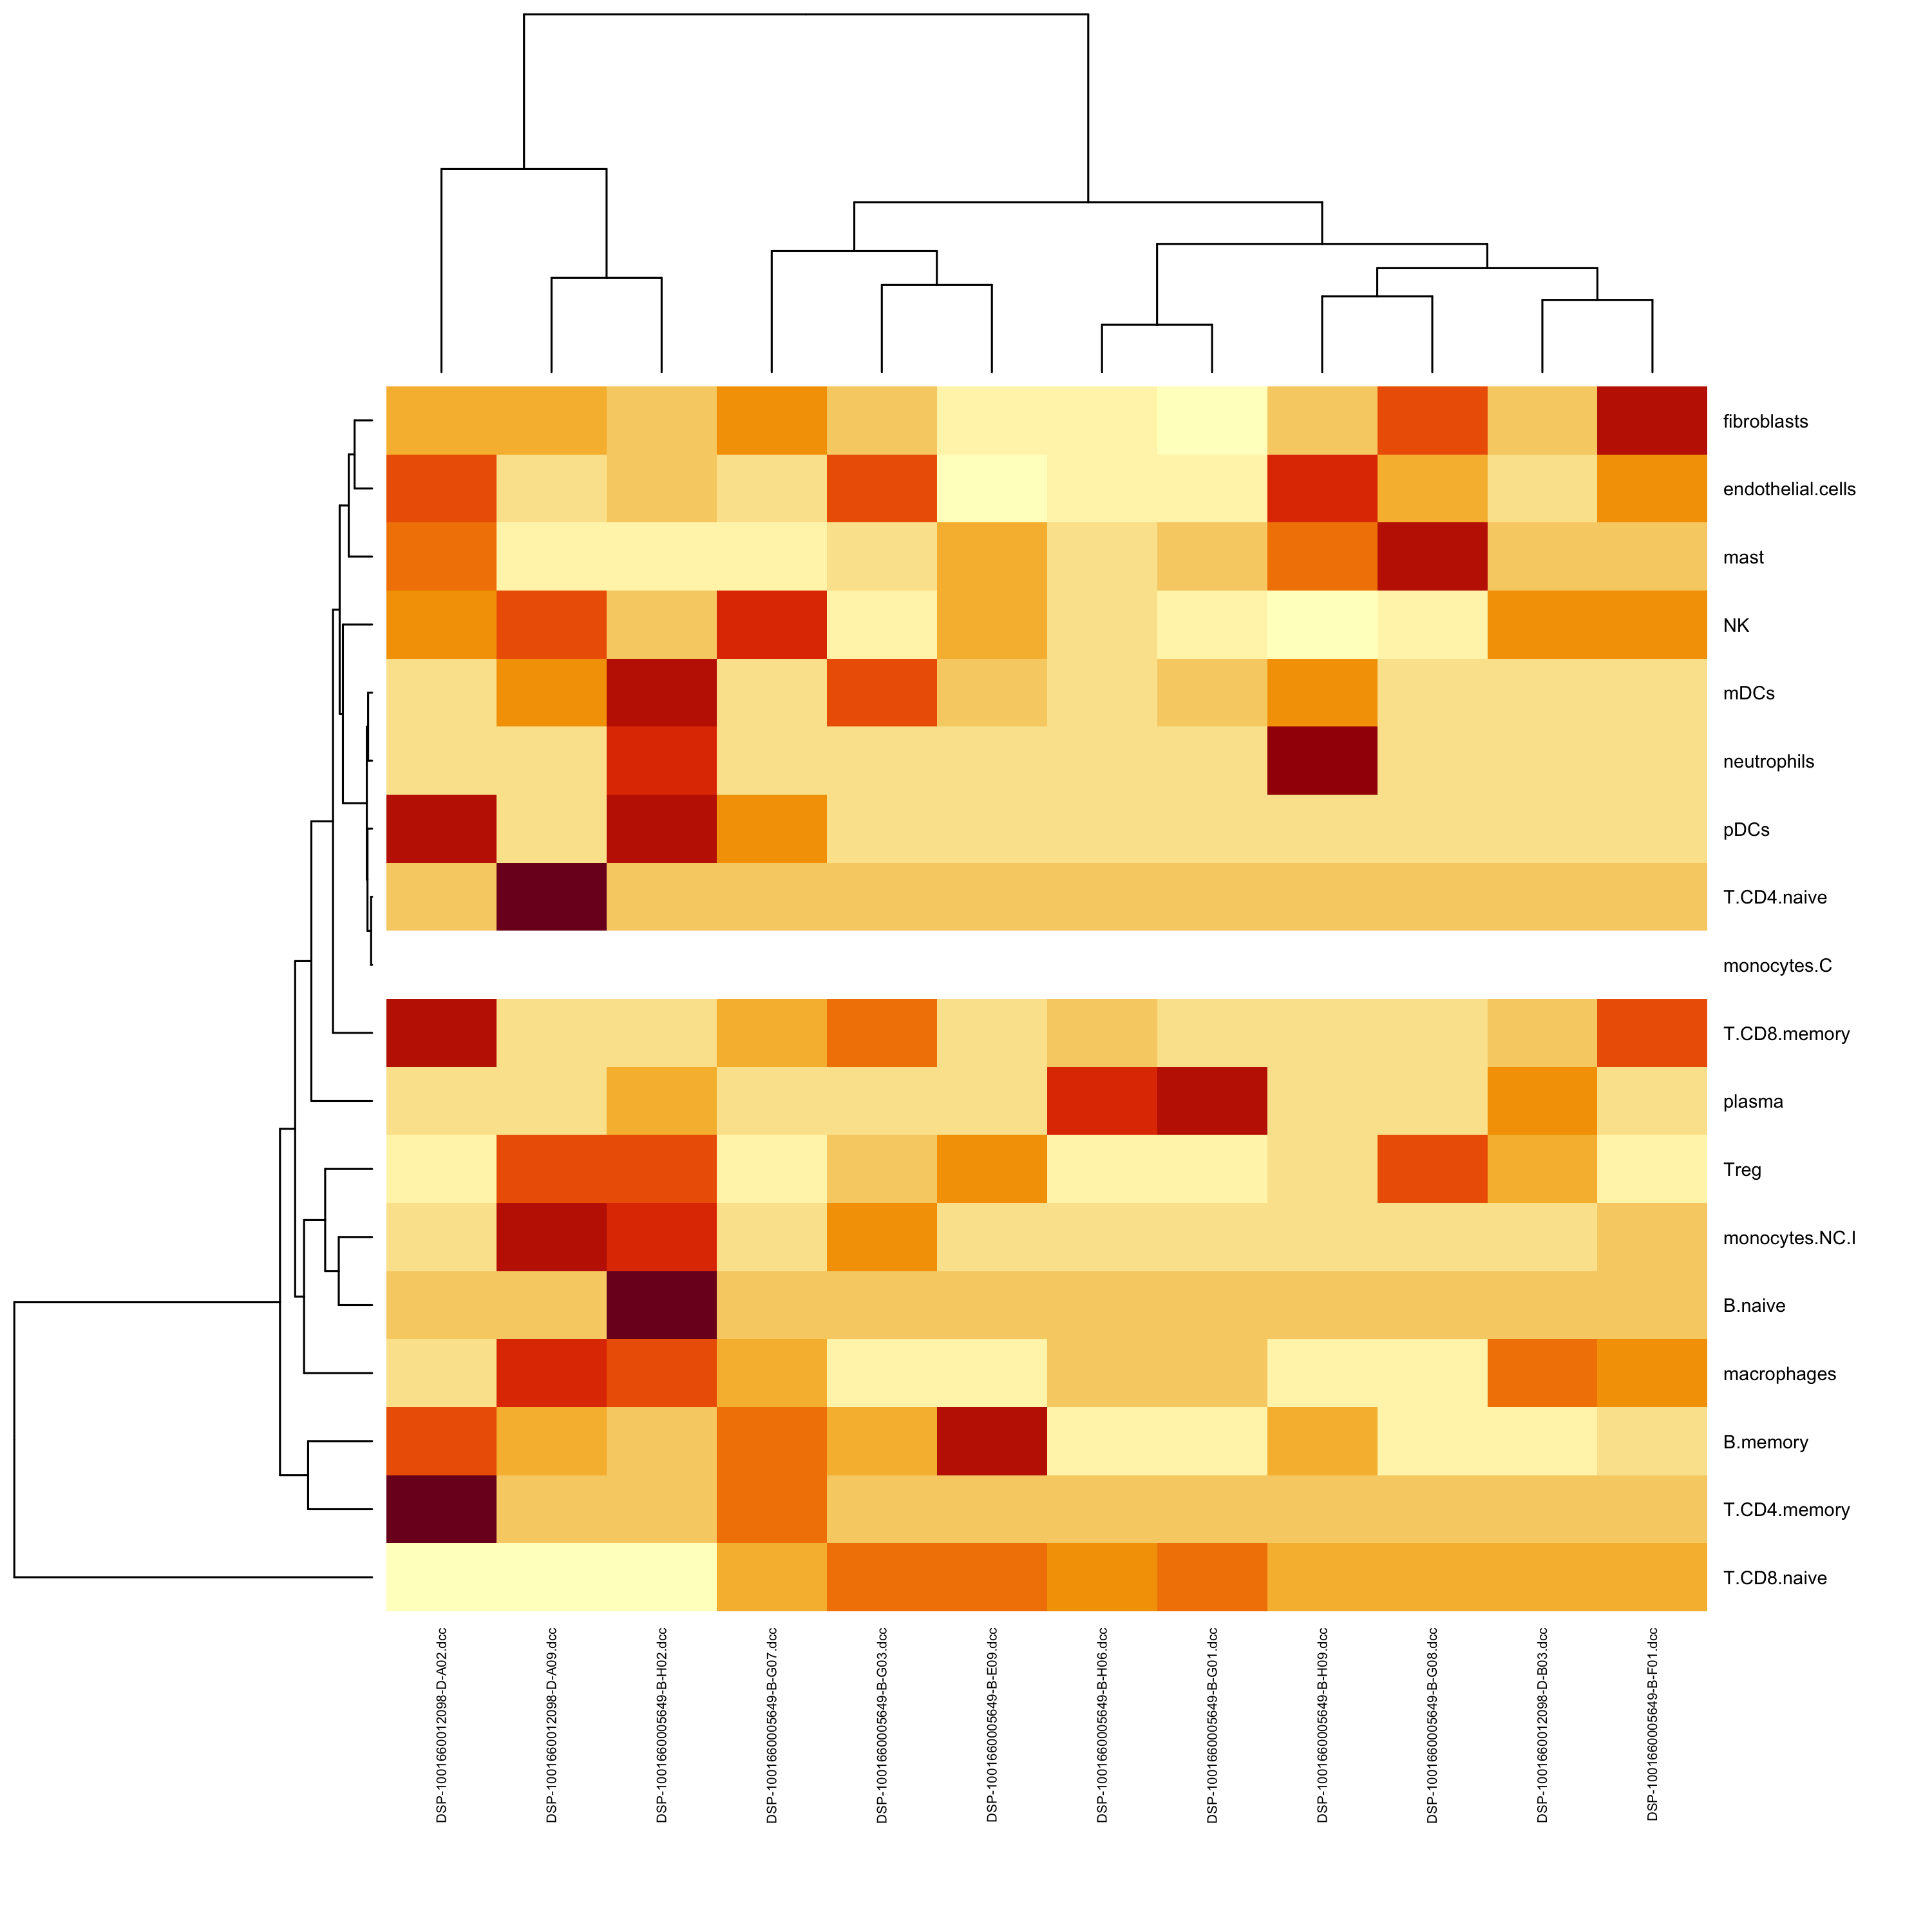 fibroblasts
endothelial.cells
mast
NK
mDCs
neutrophils
pDCs
T.CD4.naive
monocytes.C
T.CD8.memory
plasma
Treg
monocytes.NC.I
B.naive
macrophages
B.memory
T.CD4.memory
T.CD8.naive
DSP-1001660012098-D-A02.dcc
DSP-1001660012098-D-A09.dcc
DSP-1001660005649-B-H02.dcc
DSP-1001660005649-B-G07.dcc
DSP-1001660005649-B-G03.dcc
DSP-1001660005649-B-E09.dcc
DSP-1001660005649-B-H06.dcc
DSP-1001660005649-B-G01.dcc
DSP-1001660005649-B-H09.dcc
DSP-1001660005649-B-G08.dcc
DSP-1001660012098-D-B03.dcc
DSP-1001660005649-B-F01.dcc